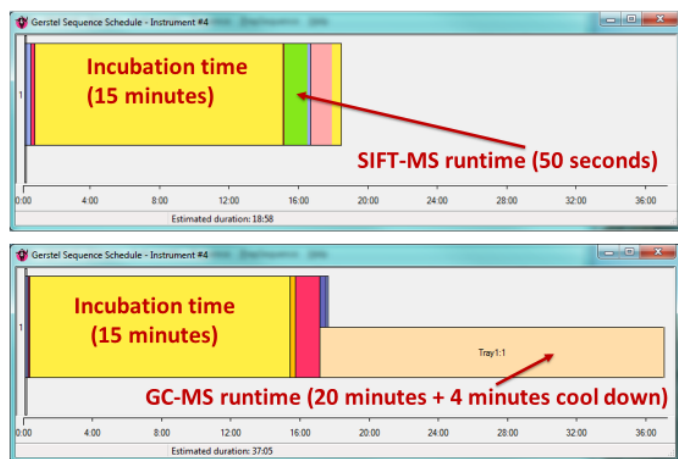 Gerstel Sequence Schedule - Instrument #4
Incubation time
(15 minutes)
1
SIFT-MS runtime (50 seconds)
0:00 4:00 8:00 12:00 16:00 20:00 24:00 28:00 32:00 36:00
Estimated duration: 18:58
Gerstel Sequence Schedule - Instrument #4
Incubation time
(15 minutes)
1
Tray1:1
GC-MS runtime (20 minutes + 4 minutes cool down)
0:00 4:00 8:00 12:00 16:00 20:00 24:00 28:00 32:00 36:00
Estimated duration: 37:05